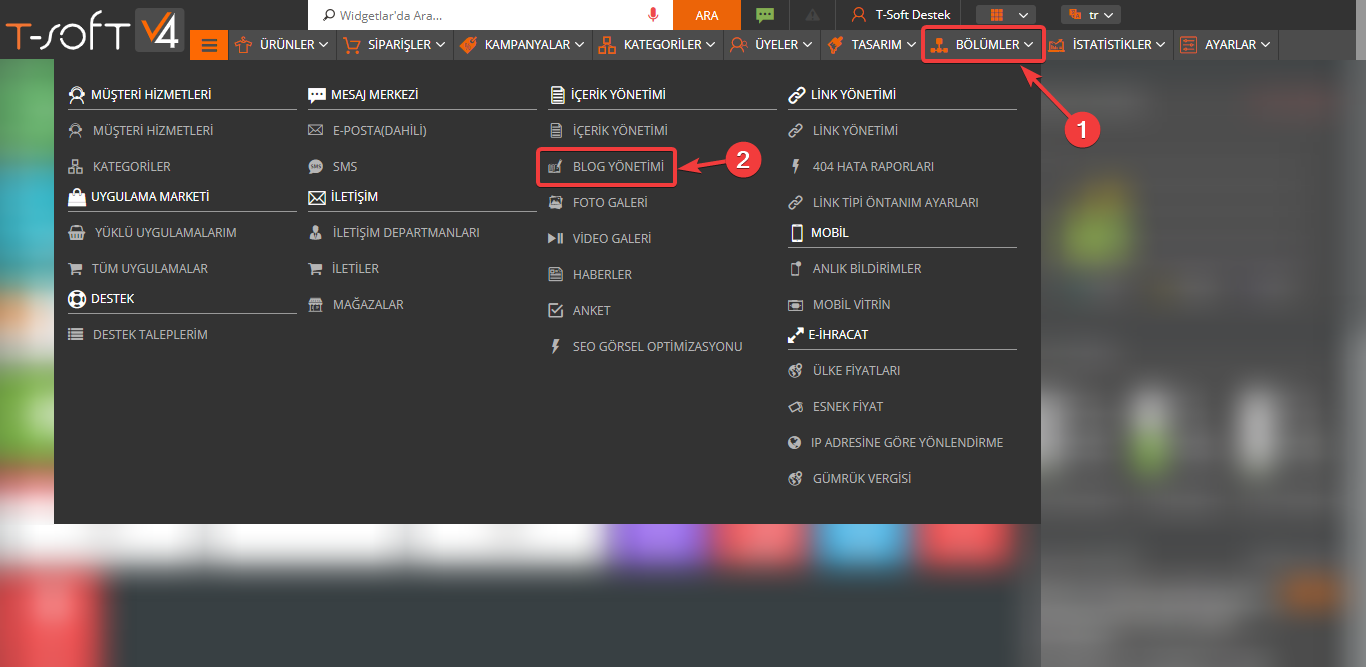 T-SOFT V4
Widgetlar'da Ara...
ARA
T-Soft Destek
tr
ÜRÜNLER
SİPARİŞLER
KAMPANYALAR
KATEGORİLER
ÜYELER
TASARIM
BÖLÜMLER
İSTATİSTİKLER
AYARLAR
1
MÜŞTERİ HİZMETLERİ
MÜŞTERİ HİZMETLERİ
KATEGORİLER
UYGULAMA MARKETİ
YÜKLÜ UYGULAMALARIM
TÜM UYGULAMALAR
DESTEK
DESTEK TALEPLERİM
MESAJ MERKEZİ
E-POSTA(DAHİLİ)
SMS
SMS
İLETİŞİM
İLETİŞİM DEPARTMANLARI
İLETİLER
MAĞAZALAR
İÇERİK YÖNETİMİ
İÇERİK YÖNETİMİ
BLOG YÖNETİMİ
2
FOTO GALERİ
VİDEO GALERİ
HABERLER
ANKET
SEO GÖRSEL OPTİMİZASYONU
LİNK YÖNETİMİ
LİNK YÖNETİMİ
404 HATA RAPORLARI
LİNK TİPİ ÖNTANIM AYARLARI
MOBİL
ANLIK BİLDİRİMLER
MOBİL VİTRİN
E-İHRACAT
ÜLKE FİYATLARI
ESNEK FİYAT
IP ADRESİNE GÖRE YÖNLENDİRME
GÜMRÜK VERGİSİ